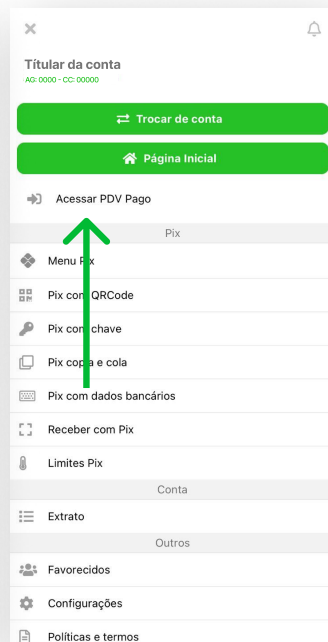 Títular da conta
AG: 0000 - CC: 00000
Trocar de conta
Página Inicial
Acessar PDV Pago
Pix
Menu Pix
Pix com QRCode
Pix com chave
Pix copia e cola
Pix com dados bancários
Receber com Pix
Limites Pix
Conta
Extrato
Outros
Favorecidos
Configurações
Políticas e termos